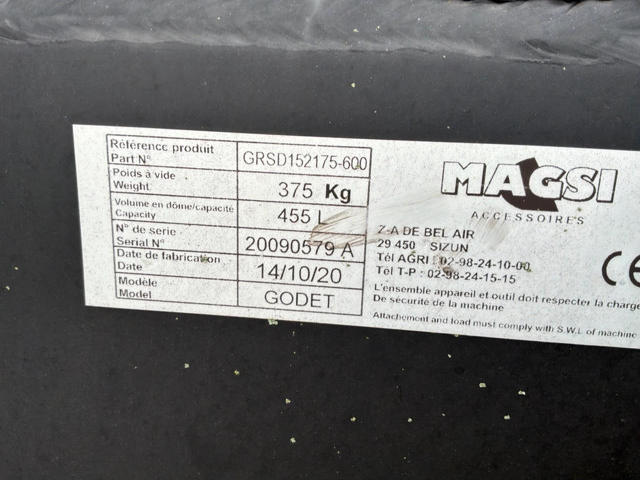 Référence produit
Part N°
GRSD152175-600
Poids à vide
Weight
375 Kg
Volume en dôme/capacité
Capacity
455 L
N° de série
Serial N°
20090579 A
Date de fabrication
Date
14/10/20
Modèle
Model
GODET
MAGSI
ACCESSOIRES
Z-A DE BEL AIR
29 450 SIZUN
Tél AGRI : 02-98-24-10-00
Tél T-P : 02-98-24-15-15
CE
L'ensemble appareil et outil doit respecter la charge
De sécurité de la machine
Attachement and load must comply with S.W.L of machine